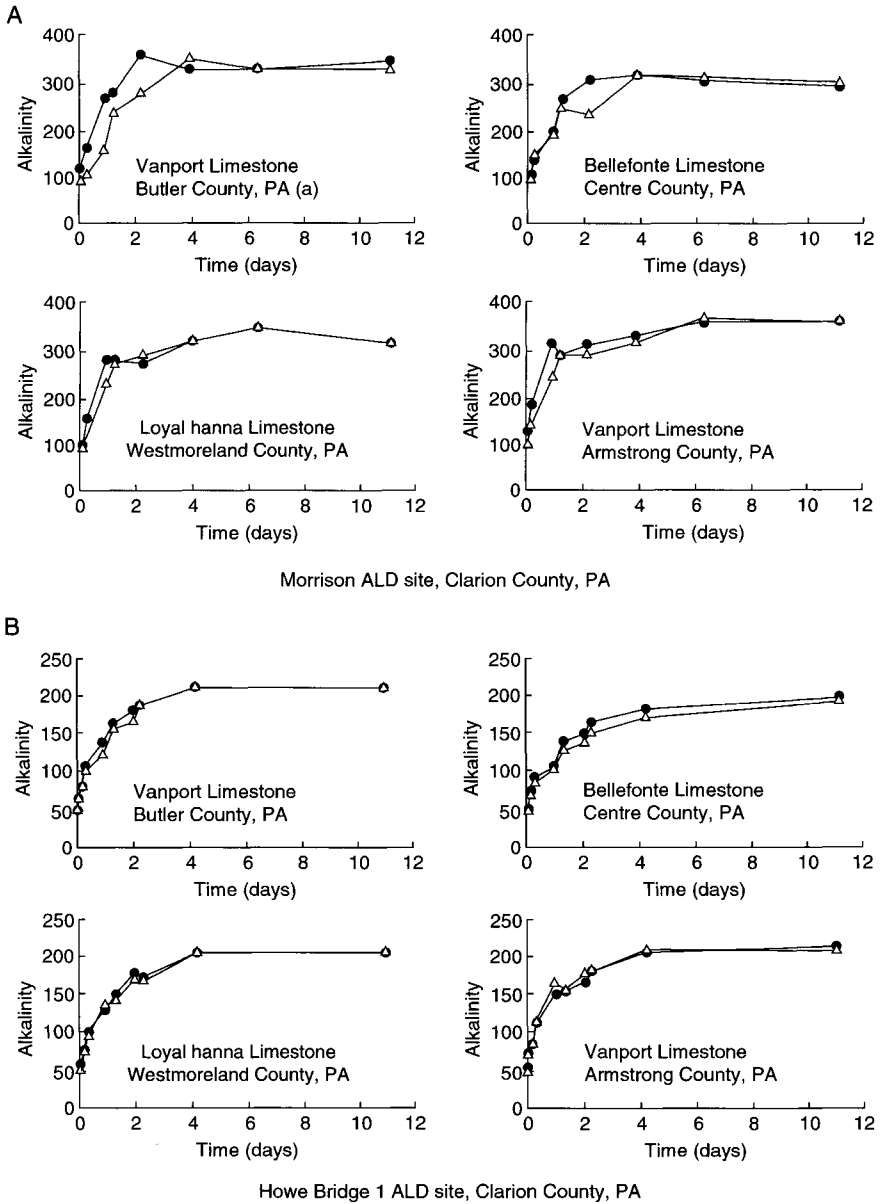 A
400
300
200
100
0
Alkalinity
Vanport Limestone
Butler County, PA (a)
0 2 4 6 8 10 12
Time (days)
400
300
200
100
0
Alkalinity
Bellefonte Limestone
Centre County, PA
0 2 4 6 8 10 12
Time (days)
400
300
200
100
0
Alkalinity
Loyal hanna Limestone
Westmoreland County, PA
0 2 4 6 8 10 12
Time (days)
400
300
200
100
0
Alkalinity
Vanport Limestone
Armstrong County, PA
0 2 4 6 8 10 12
Time (days)
Morrison ALD site, Clarion County, PA
B
250
200
150
100
50
0
Alkalinity
Vanport Limestone
Butler County, PA
0 2 4 6 8 10 12
Time (days)
250
200
150
100
50
0
Alkalinity
Bellefonte Limestone
Centre County, PA
0 2 4 6 8 10 12
Time (days)
250
200
150
100
50
0
Alkalinity
Loyal hanna Limestone
Westmoreland County, PA
0 2 4 6 8 10 12
Time (days)
250
200
150
100
50
0
Alkalinity
Vanport Limestone
Armstrong County, PA
0 2 4 6 8 10 12
Time (days)
Howe Bridge 1 ALD site, Clarion County, PA